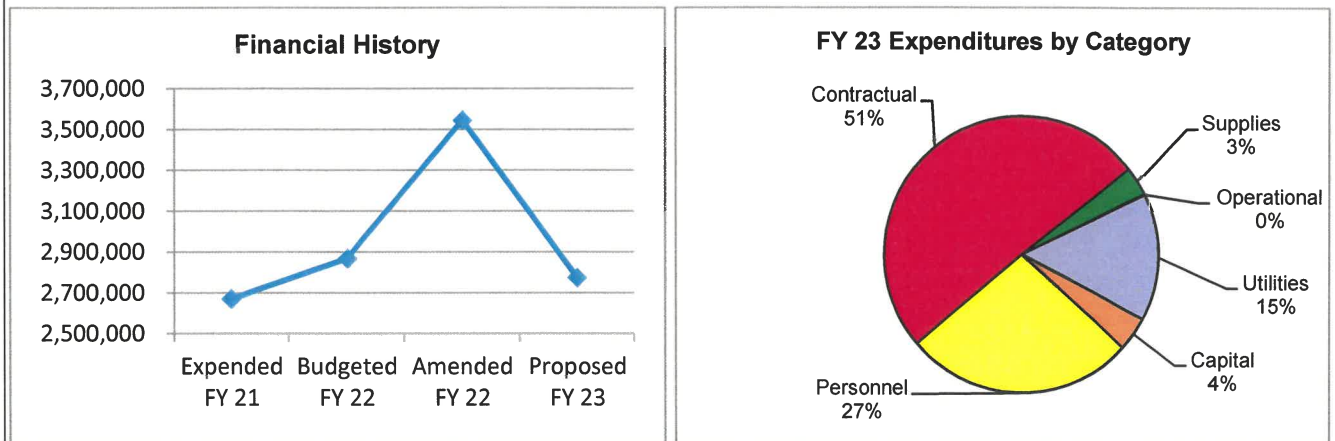 Financial History
3,700,000
3,500,000
3,300,000
3,100,000
2,900,000
2,700,000
2,500,000
Expended Budgeted Amended Proposed
FY 21 FY 22 FY 22 FY 23
FY 23 Expenditures by Category
Contractual
51%
Supplies
3%
Operational
0%
Utilities
15%
Capital
4%
Personnel
27%